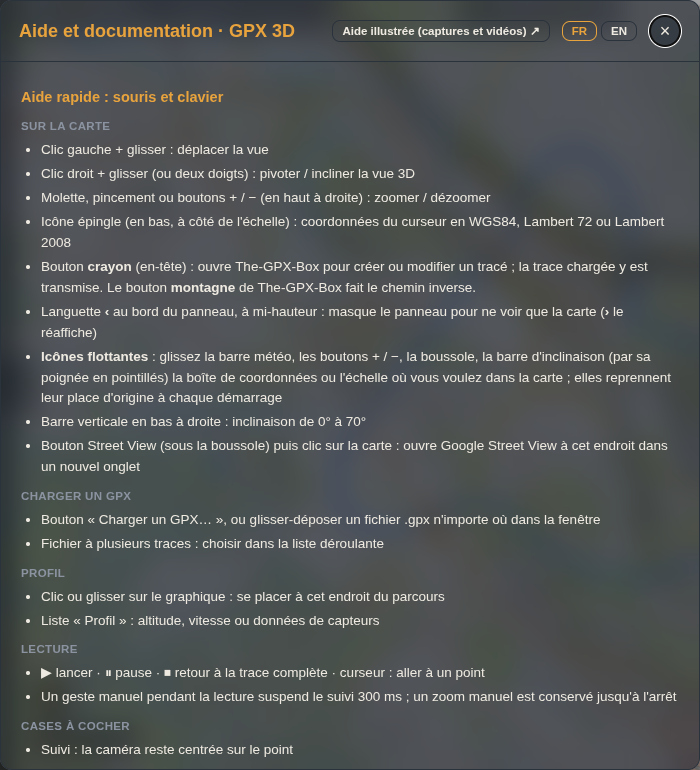 Aide et documentation · GPX 3D
Aide illustrée (captures et vidéos) ↗
FR
EN
×
Aide rapide : souris et clavier
SUR LA CARTE
• Clic gauche + glisser : déplacer la vue
• Clic droit + glisser (ou deux doigts) : pivoter / incliner la vue 3D
• Molette, pincement ou boutons + / − (en haut à droite) : zoomer / dézoomer
• Icône épingle (en bas, à côté de l'échelle) : coordonnées du curseur en WGS84, Lambert 72 ou Lambert
2008
• Bouton crayon (en-tête) : ouvre The-GPX-Box pour créer ou modifier un tracé ; la trace chargée y est
transmise. Le bouton montagne de The-GPX-Box fait le chemin inverse.
• Languette ‹ au bord du panneau, à mi-hauteur : masque le panneau pour ne voir que la carte (› le
réaffiche)
• Icônes flottantes : glissez la barre météo, les boutons + / −, la boussole, la barre d'inclinaison (par sa
poignée en pointillés) la boîte de coordonnées ou l'échelle où vous voulez dans la carte ; elles reprennent
leur place d'origine à chaque démarrage
• Barre verticale en bas à droite : inclinaison de 0° à 70°
• Bouton Street View (sous la boussole) puis clic sur la carte : ouvre Google Street View à cet endroit dans
un nouvel onglet
CHARGER UN GPX
• Bouton « Charger un GPX… », ou glisser-déposer un fichier .gpx n'importe où dans la fenêtre
• Fichier à plusieurs traces : choisir dans la liste déroulante
PROFIL
• Clic ou glisser sur le graphique : se placer à cet endroit du parcours
• Liste « Profil » : altitude, vitesse ou données de capteurs
LECTURE
• ▶ lancer · ⏸ pause · ■ retour à la trace complète · curseur : aller à un point
• Un geste manuel pendant la lecture suspend le suivi 300 ms ; un zoom manuel est conservé jusqu'à l'arrêt
CASES À COCHER
• Suivi : la caméra reste centrée sur le point